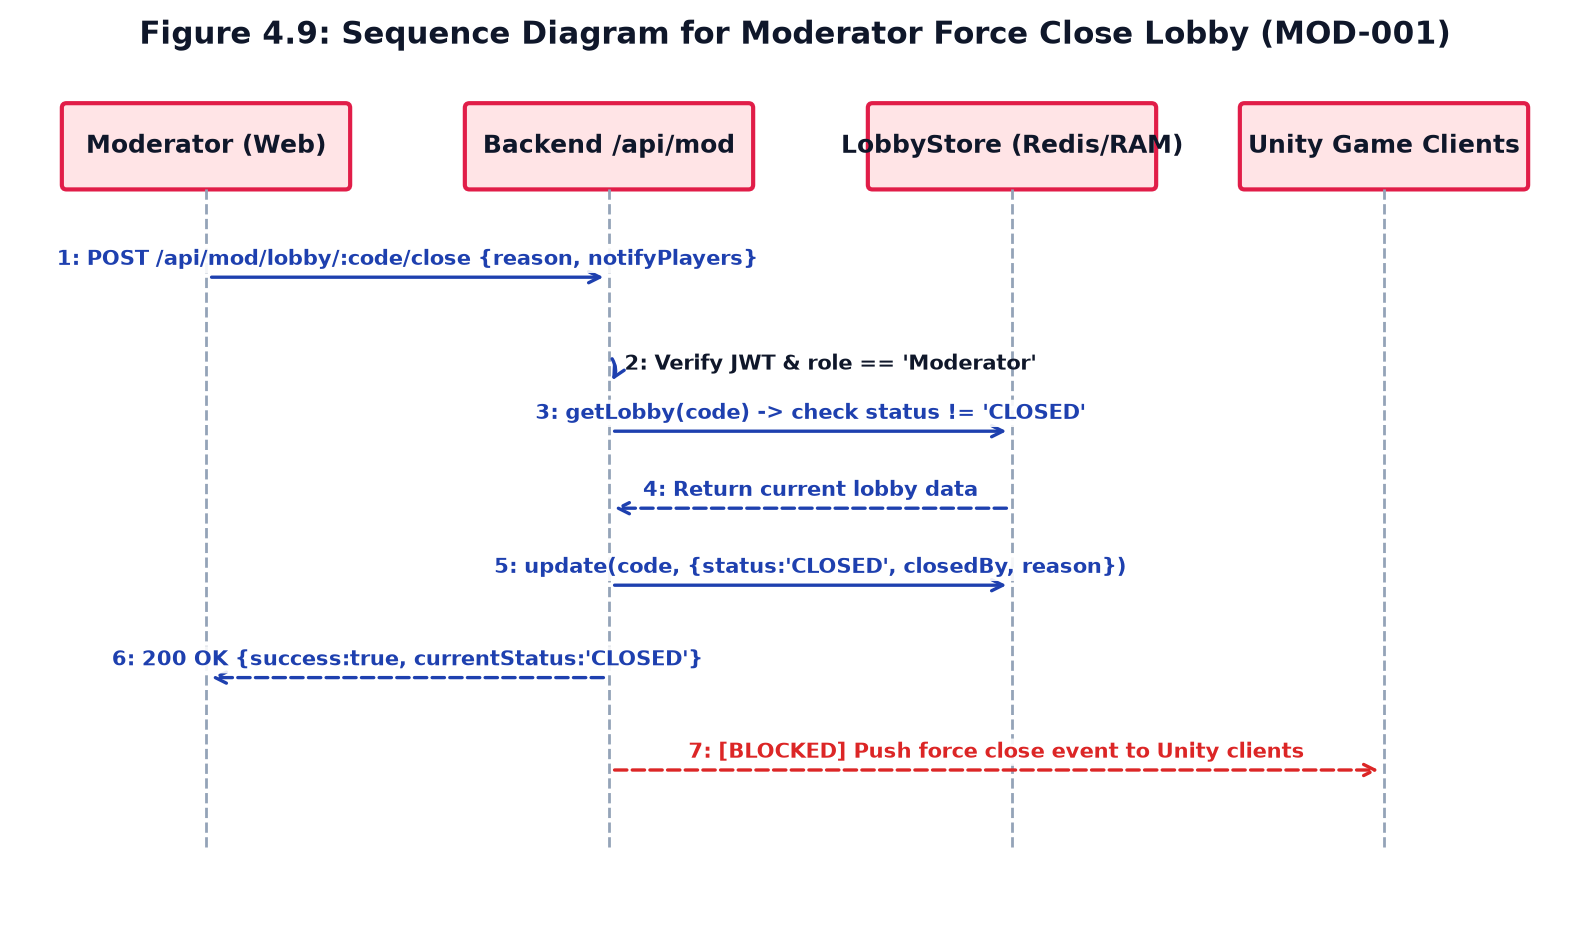 Figure 4.9: Sequence Diagram for Moderator Force Close Lobby (MOD-001)
Moderator (Web)
Backend /api/mod
LobbyStore (Redis/RAM)
Unity Game Clients
1: POST /api/mod/lobby/:code/close {reason, notifyPlayers}
2: Verify JWT & role == 'Moderator'
3: getLobby(code) -> check status != 'CLOSED'
4: Return current lobby data
5: update(code, {status:'CLOSED', closedBy, reason})
6: 200 OK {success:true, currentStatus:'CLOSED'}
7: [BLOCKED] Push force close event to Unity clients